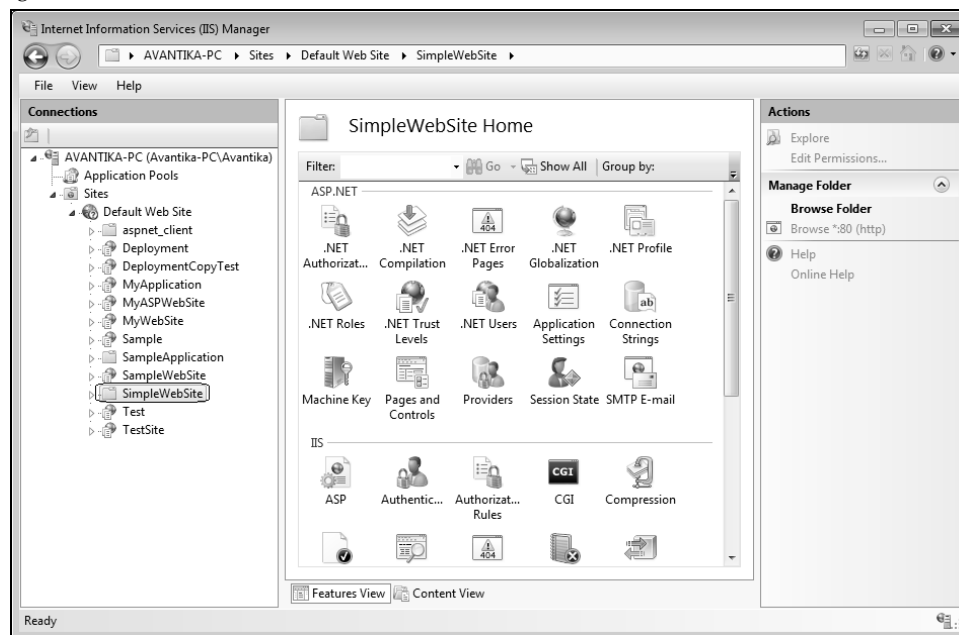 Internet Information Services (IIS) Manager
AVANTIKA-PC Sites Default Web Site SimpleWebSite
File View Help
Connections
AVANTIKA-PC (Avantika-PC\Avantika)
Application Pools
Sites
Default Web Site
aspnet_client
Deployment
DeploymentCopyTest
MyApplication
MyASPWebSite
MyWebSite
Sample
SampleApplication
SampleWebSite
SimpleWebSite
Test
TestSite
SimpleWebSite Home
Filter: Go Show All Group by:
ASP.NET
.NET Authorizat...
.NET Compilation
404
.NET Error Pages
.NET Globalization
.NET Profile
.NET Roles
.NET Trust Levels
.NET Users
Application Settings
ab
Connection Strings
Machine Key
Pages and Controls
Providers
Session State
SMTP E-mail
IIS
ASP
Authentic...
Authorizat... Rules
CGI
CGI
Compression
404
Features View Content View
Actions
Explore
Edit Permissions...
Manage Folder
Browse Folder
Browse *:80 (http)
Help
Online Help
Ready